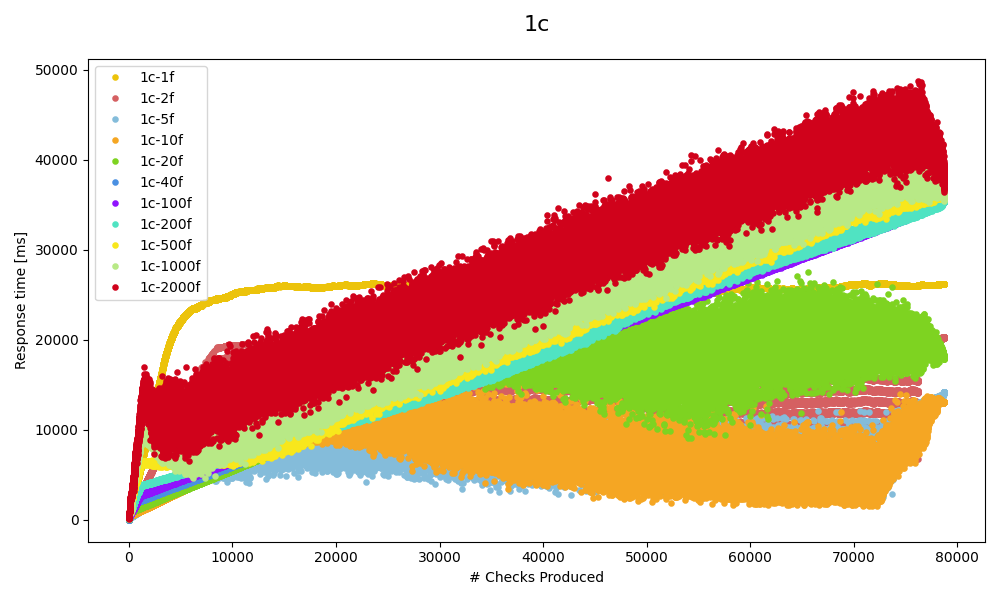 1c
Response time [ms]
50000
40000
30000
20000
10000
0
1c-1f
1c-2f
1c-5f
1c-10f
1c-20f
1c-40f
1c-100f
1c-200f
1c-500f
1c-1000f
1c-2000f
0 10000 20000 30000 40000 50000 60000 70000 80000
# Checks Produced